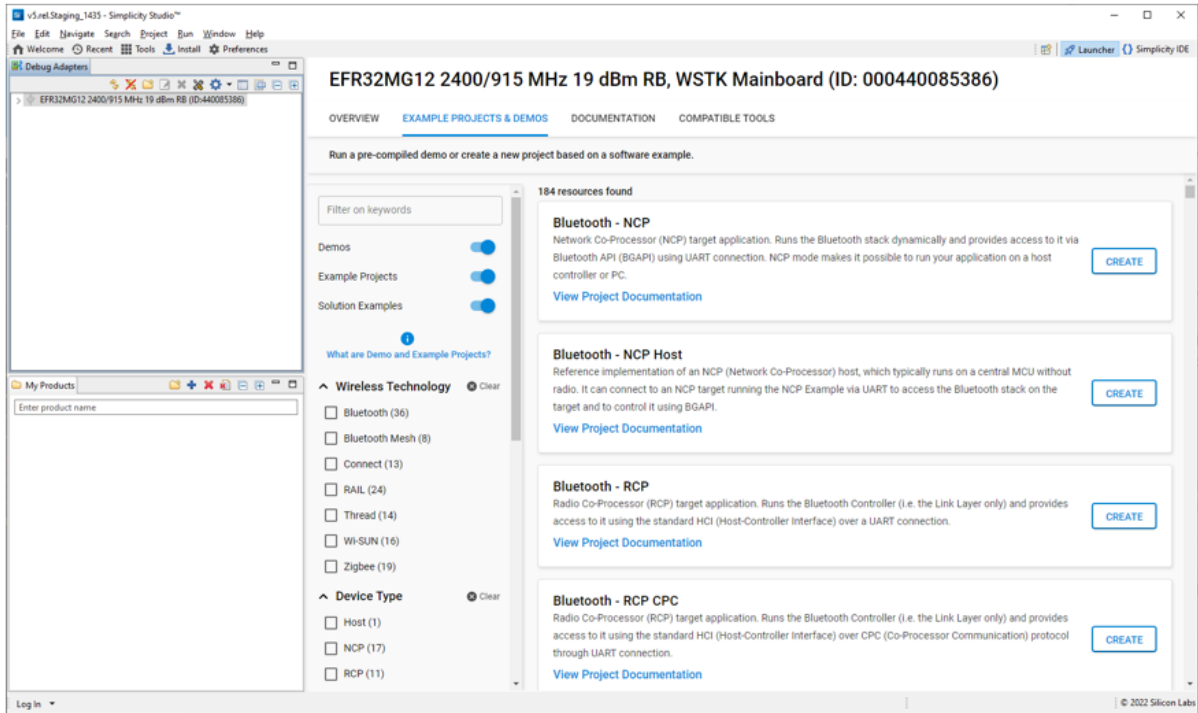 v5.rel.Staging_1435 - Simplicity Studio™
File Edit Navigate Search Project Run Window Help
Welcome Recent Tools Install Preferences
Launcher {} Simplicity IDE
Debug Adapters
EFR32MG12 2400/915 MHz 19 dBm RB (ID:440085386)
My Products
Enter product name
EFR32MG12 2400/915 MHz 19 dBm RB, WSTK Mainboard (ID: 000440085386)
OVERVIEW EXAMPLE PROJECTS & DEMOS DOCUMENTATION COMPATIBLE TOOLS
Run a pre-compiled demo or create a new project based on a software example.
Filter on keywords
Demos
Example Projects
Solution Examples
What are Demo and Example Projects?
Wireless Technology Clear
Bluetooth (36)
Bluetooth Mesh (8)
Connect (13)
RAIL (24)
Thread (14)
Wi-SUN (16)
Zigbee (19)
Device Type Clear
Host (1)
NCP (17)
RCP (11)
184 resources found
Bluetooth - NCP
Network Co-Processor (NCP) target application. Runs the Bluetooth stack dynamically and provides access to it via
Bluetooth API (BGAPI) using UART connection. NCP mode makes it possible to run your application on a host
controller or PC.
View Project Documentation
CREATE
Bluetooth - NCP Host
Reference implementation of an NCP (Network Co-Processor) host, which typically runs on a central MCU without
radio. It can connect to an NCP target running the NCP Example via UART to access the Bluetooth stack on the
target and to control it using BGAPI.
View Project Documentation
CREATE
Bluetooth - RCP
Radio Co-Processor (RCP) target application. Runs the Bluetooth Controller (i.e. the Link Layer only) and provides
access to it using the standard HCI (Host-Controller Interface) over a UART connection.
View Project Documentation
CREATE
Bluetooth - RCP CPC
Radio Co-Processor (RCP) target application. Runs the Bluetooth Controller (i.e. the Link Layer only) and provides
access to it using the standard HCI (Host-Controller Interface) over CPC (Co-Processor Communication) protocol
through UART connection.
View Project Documentation
CREATE
Log In
© 2022 Silicon Labs